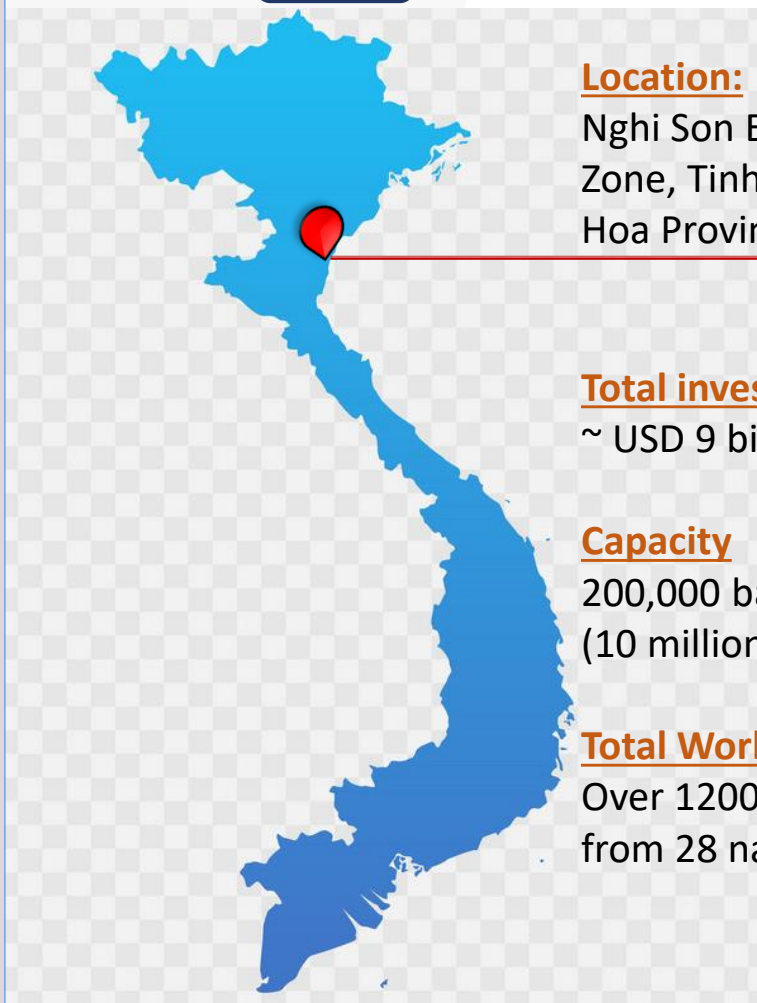 Location:
Nghi Son E
Zone, Tinh
Hoa Provin
Total inves
~ USD 9 bi
Capacity
200,000 ba
(10 million
Total Work
Over 1200
from 28 na